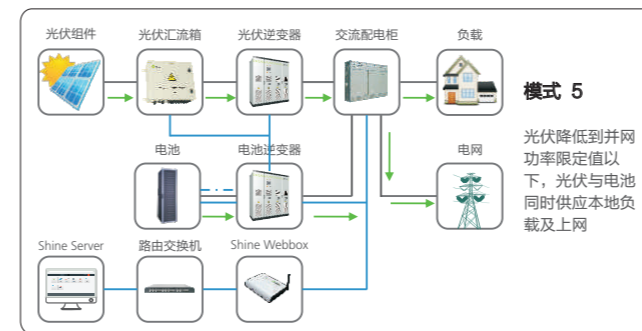 光伏组件
光伏汇流箱
光伏逆变器
交流配电柜
负载
模式 5
光伏降低到并网
功率限定值以
下，光伏与电池
同时供应本地负
载及上网
电池
电池逆变器
电网
Shine Server
路由交换机
Shine Webbox